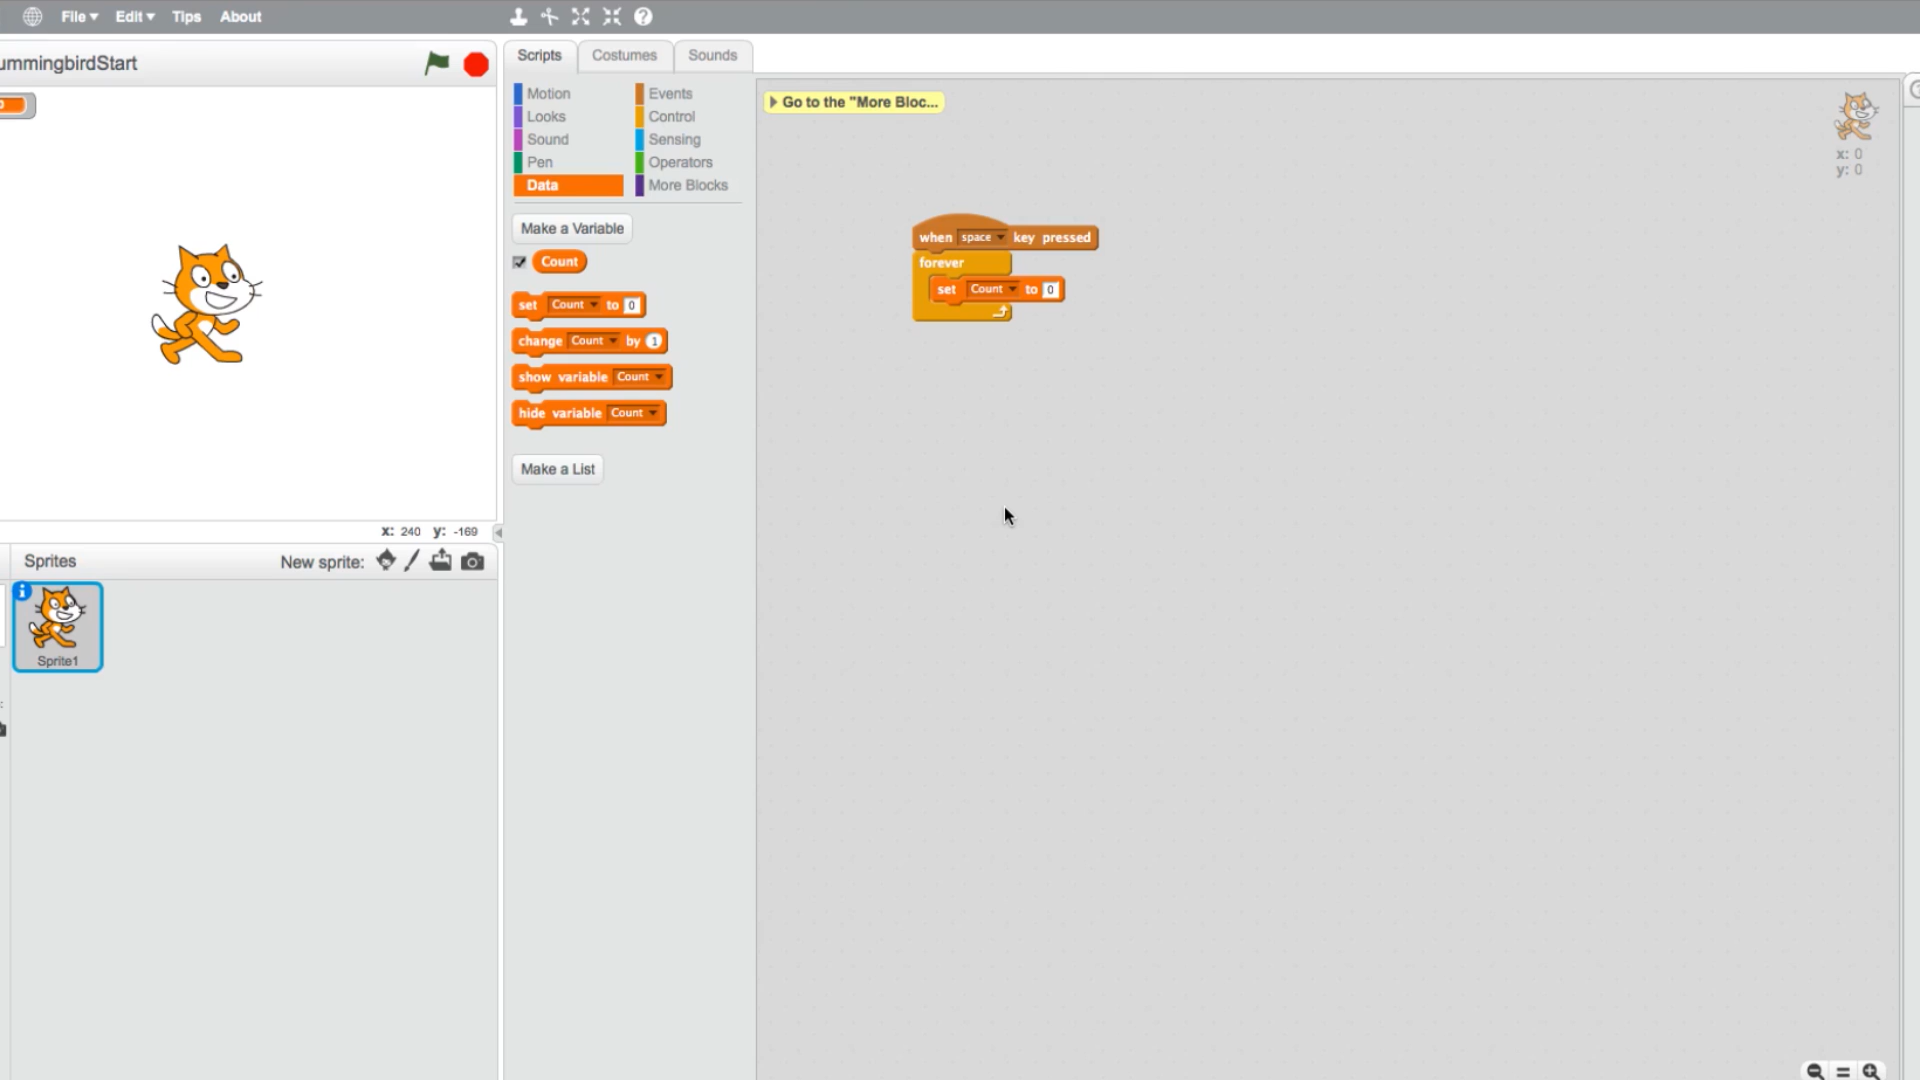 File Edit Tips About
ummingbirdStart
Scripts Costumes Sounds
Motion Events
Looks Control
Sound Sensing
Pen Operators
Data More Blocks
Make a Variable
Count
set Count to 0
change Count by 1
show variable Count
hide variable Count
Make a List
Go to the "More Bloc...
x: 0
y: 0
when space key pressed
forever
set Count to 0
x: 240 y: -169
Sprites New sprite:
Sprite1